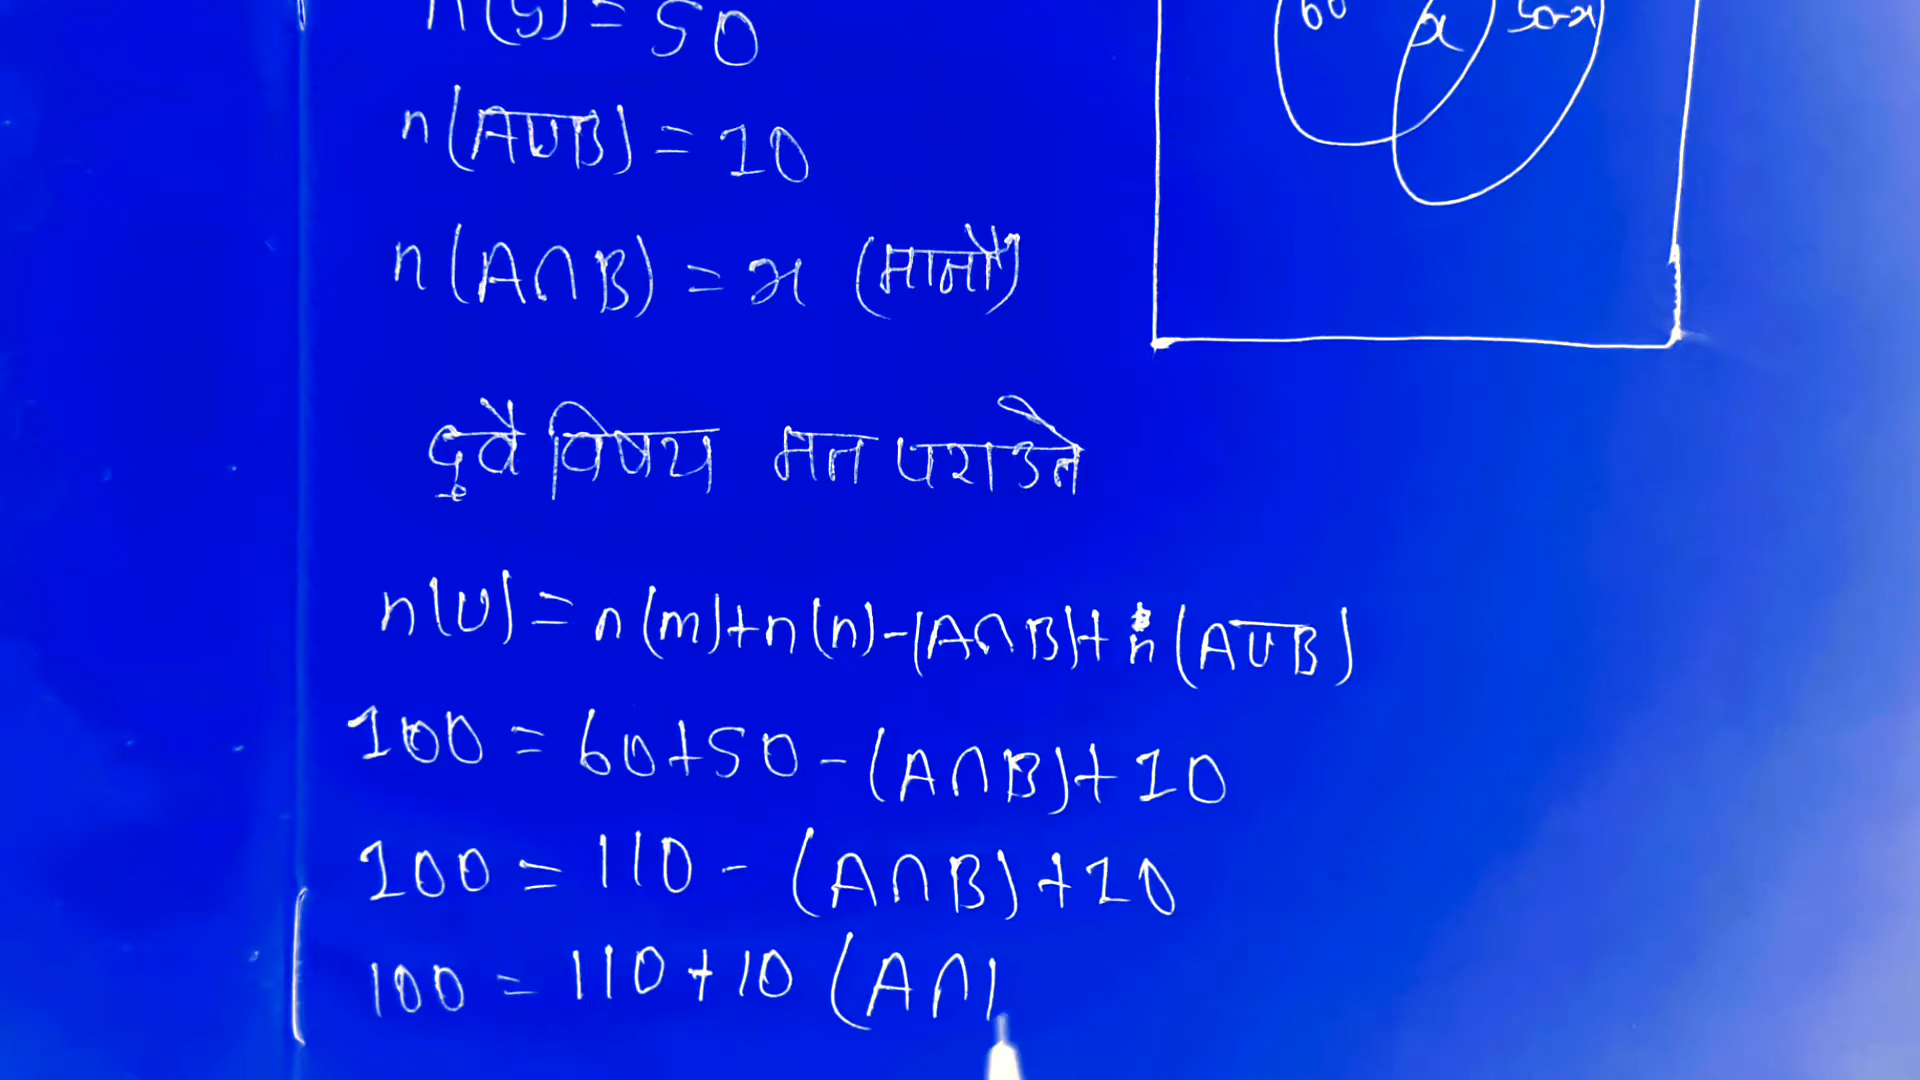 n(S) = 50
60 x 50-x
n(A̅U̅B̅) = 10
n(A∩B) = x (मानौं)
दुवै विषय मन पराउने
n(U) = n(m)+n(n)-(A∩B)+n(A̅U̅B̅)
100 = 60+50-(A∩B)+10
100 = 110 - (A∩B)+10
100 = 110+10 (A∩